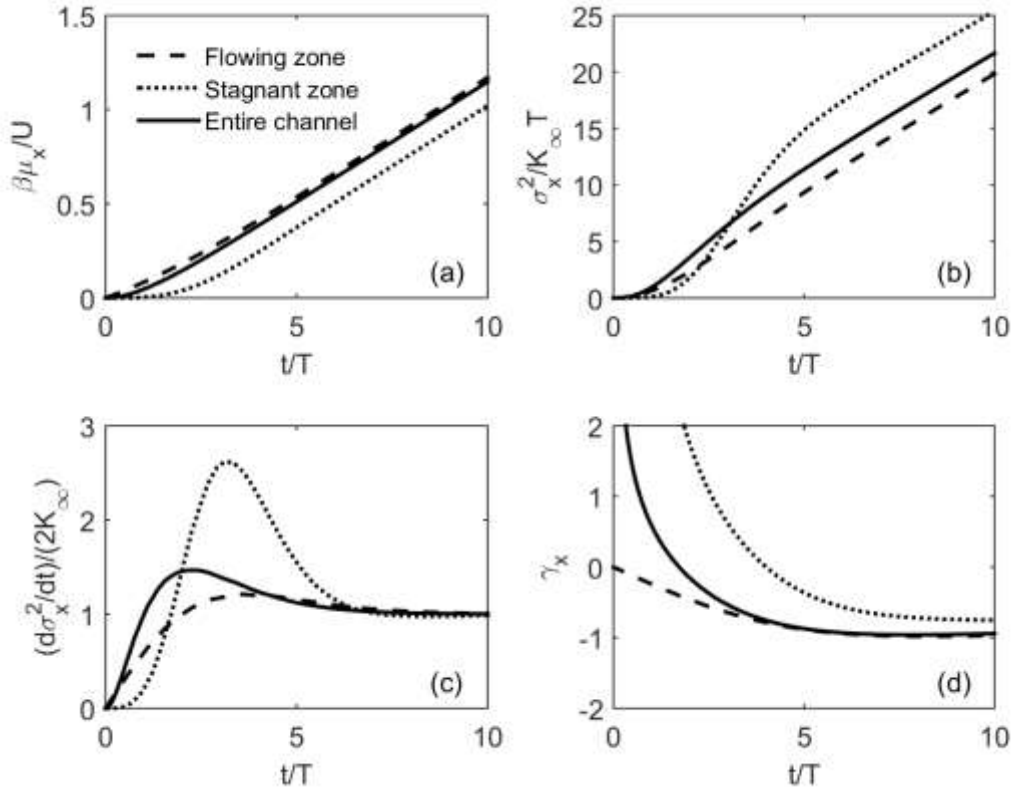 1.5
1
0.5
0
βμₓ/U
Flowing zone
Stagnant zone
Entire channel
(a)
0 5 10
t/T
25
20
15
10
5
0
σₓ²/K∞T
(b)
0 5 10
t/T
3
2
1
0
(dσₓ²/dt)/(2K∞)
(c)
0 5 10
t/T
2
1
0
-1
-2
γₓ
(d)
0 5 10
t/T